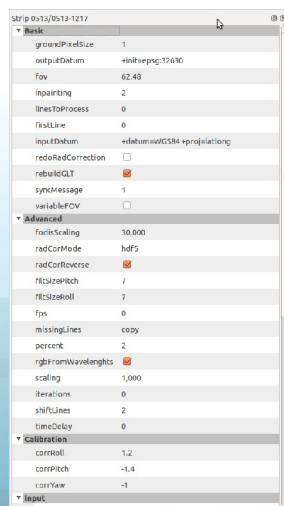 Strip 0513/0513-1217
Basic
groundPixelSize 1
outputDatum +init=epsg:32630
fov 62.48
inpainting 2
linesToProcess 0
firstLine 0
inputDatum +datum=WGS84 +proj=latlong
redoRadCorrection
rebuildGLT
syncMessage 1
variableFOV
Advanced
fodisScaling 30,000
radCorMode hdf5
radCorReverse
filtSizePitch 7
filtSizeRoll 7
fps 0
missingLines copy
percent 2
rgbFromWavelenghts
scaling 1,000
iterations 0
shiftLines 2
timeDelay 0
Calibration
corrRoll 1.2
corrPitch -1.4
corrYaw -1
Input